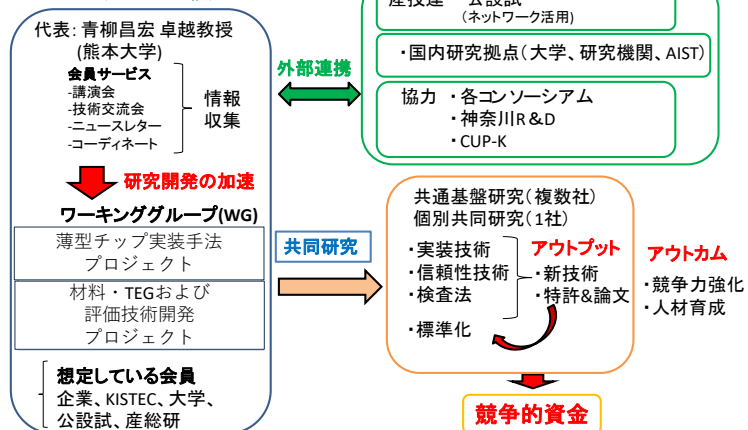 代表: 青柳昌宏 卓越教授
(熊本大学)
会員サービス
-講演会
-技術交流会
-ニュースレター
-コーディネート
情報
収集
研究開発の加速
ワーキンググループ(WG)
薄型チップ実装手法
プロジェクト
材料・TEGおよび
評価技術開発
プロジェクト
想定している会員
企業、KISTEC、大学、
公設試、産総研
外部連携
(ネットワーク活用)
・国内研究拠点(大学、研究機関、AIST)
協力 ・各コンソーシアム
・神奈川R&D
・CUP-K
共同研究
共通基盤研究(複数社)
個別共同研究(1社)
・実装技術
・信頼性技術
・検査法
・標準化
アウトプット
・新技術
・特許&論文
アウトカム
・競争力強化
・人材育成
競争的資金